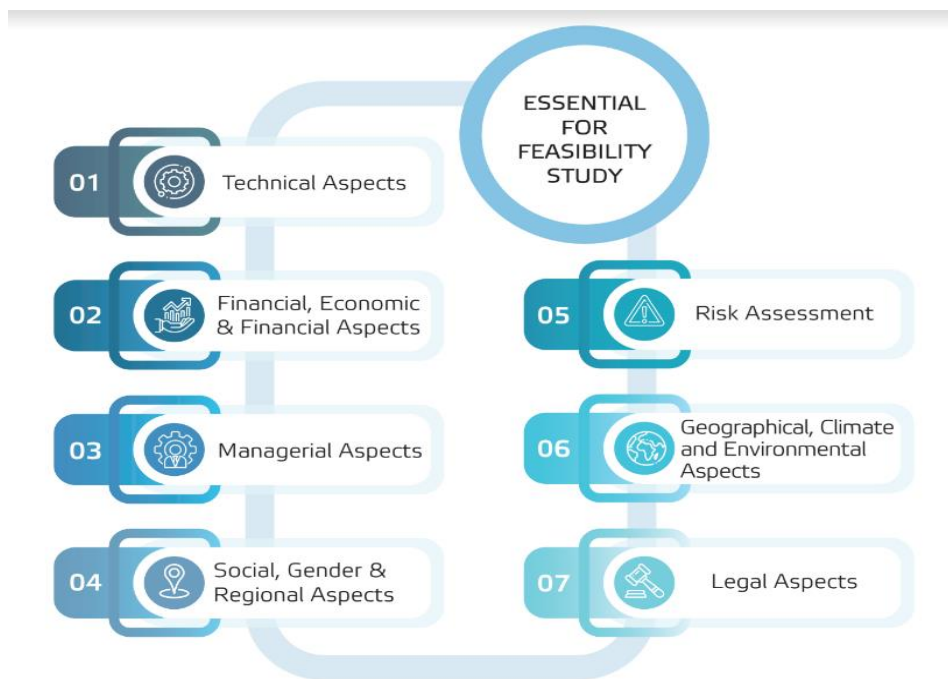 ESSENTIAL
FOR
FEASIBILITY
STUDY
01
Technical Aspects
02
Financial, Economic
& Financial Aspects
03
Managerial Aspects
04
Social, Gender &
Regional Aspects
05
Risk Assessment
06
Geographical, Climate
and Environmental
Aspects
07
Legal Aspects